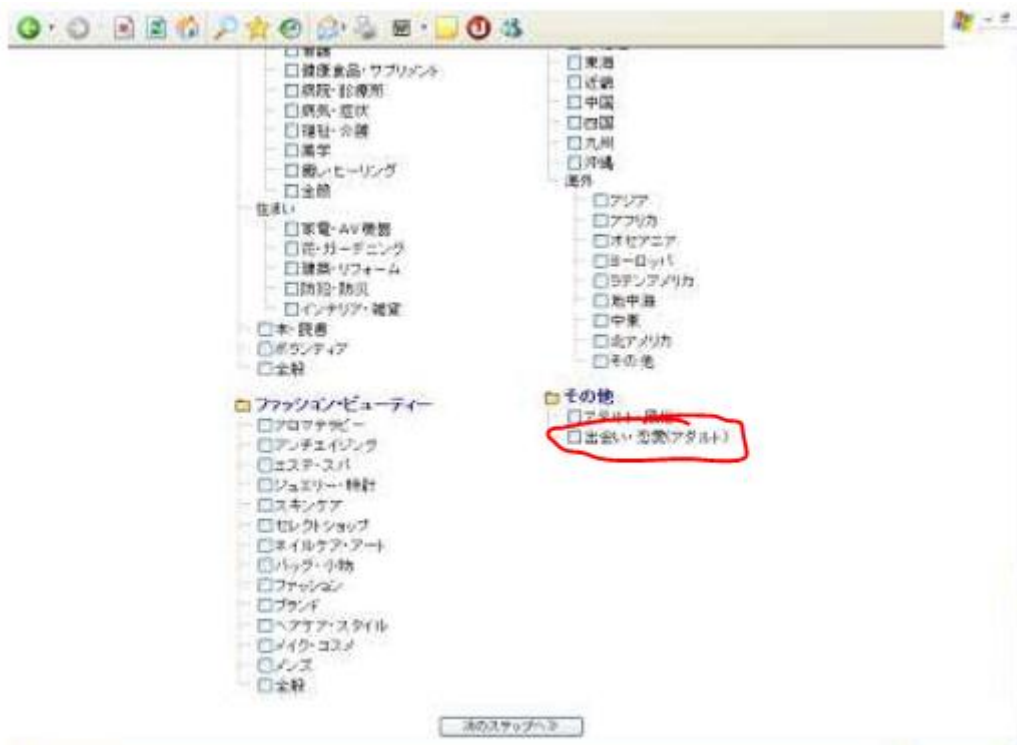 看護
健康食品・サプリメント
病院・診療所
病気・症状
福祉・介護
薬学
癒し・ヒーリング
全般
住まい
家電・AV機器
花・ガーデニング
建築・リフォーム
防犯・防災
インテリア・雑貨
本・読書
ボランティア
全般
ファッション・ビューティー
アロマテラピー
アンチエイジング
エステ・スパ
ジュエリー・時計
スキンケア
セレクトショップ
ネイルケア・アート
バッグ・小物
ファッション
ブランド
ヘアケア・スタイル
メイク・コスメ
メンズ
全般
東海
近畿
中国
四国
九州
沖縄
海外
アジア
アフリカ
オセアニア
ヨーロッパ
ラテンアメリカ
地中海
中東
北アメリカ
その他
その他
アダルト・風俗
出会い・恋愛(アダルト)
次のステップへ≫